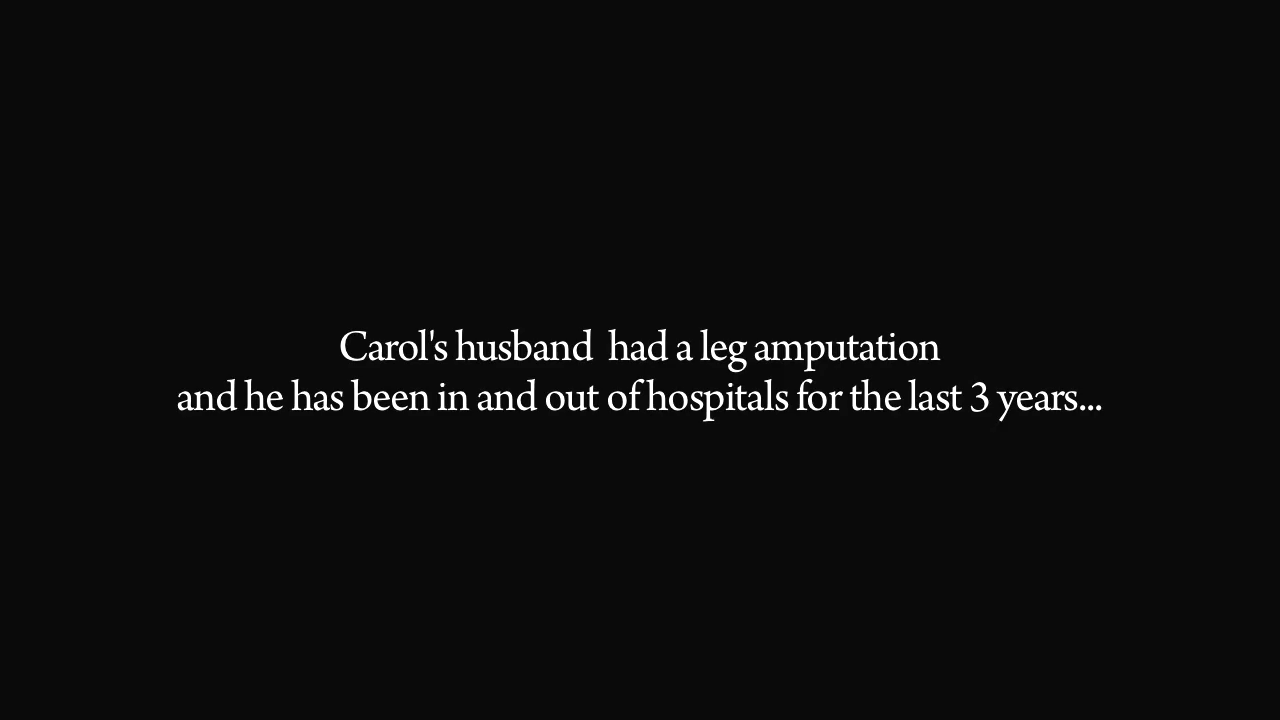 Carol's husband  had a leg amputation
and he has been in and out of hospitals for the last 3 years...